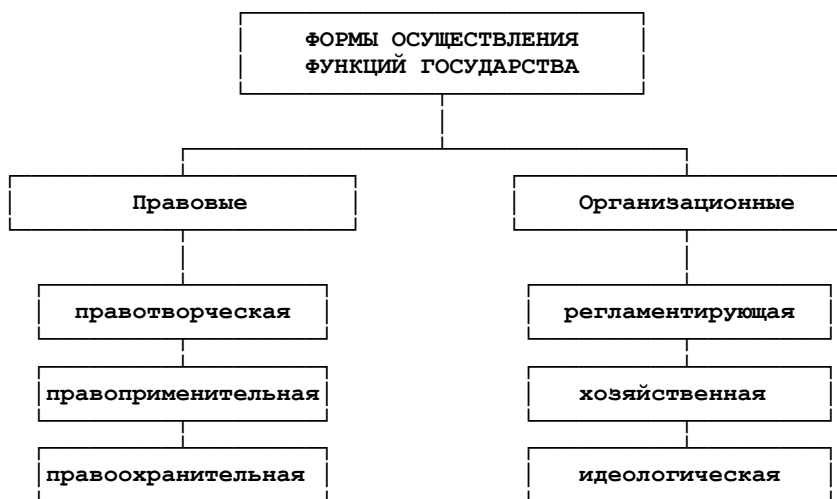 ФОРМЫ ОСУЩЕСТВЛЕНИЯ
ФУНКЦИЙ ГОСУДАРСТВА
Правовые
Организационные
правотворческая
регламентирующая
правоприменительная
хозяйственная
правоохранительная
идеологическая